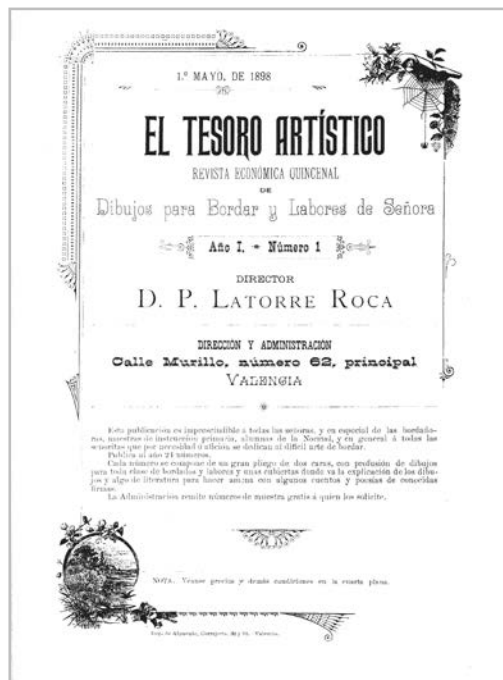 1.º MAYO, DE 1898
EL TESORO ARTÍSTICO
REVISTA ECONÓMICA QUINCENAL
DE
Dibujos para Bordar y Labores de Señora
Año I. - Número 1
DIRECTOR
D. P. LATORRE ROCA
DIRECCIÓN Y ADMINISTRACIÓN
Calle Murillo, número 62, principal
VALENCIA
Esta publicación es imprescindible á todas las señoras, y en especial de las bordado-
ras, maestras de instrucción primaria, alumnas de la Normal, y en general á todas las
señoritas que por necesidad o afición se dedican al difícil arte de bordar.
Publica al año 24 números.
Cada número se compone de un gran pliego de dos caras, con profusión de dibujos
para toda clase de bordados y labores y unas cubiertas donde va la explicación de los dibu-
jos y algo de literatura para hacer amena con algunos cuentos y poesías de conocidas
firmas.
La Administración remite números de muestra gratis á quien los solicite.
NOTA. Véanse precios y demás condiciones en la cuarta plana.
Imp. de Valencia.